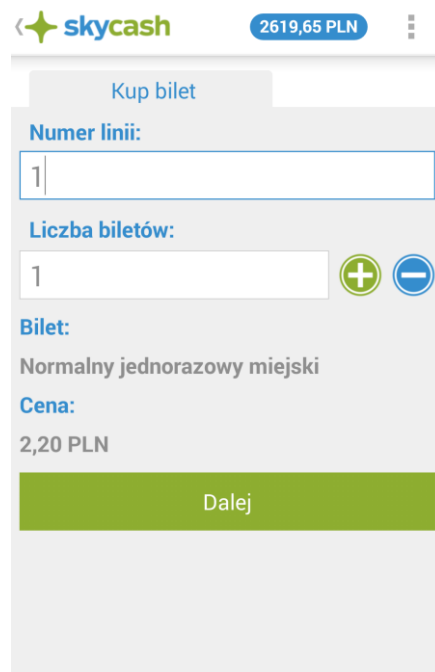 skycash 2619,65 PLN
Kup bilet
Numer linii:
1
Liczba biletów:
1
Bilet:
Normalny jednorazowy miejski
Cena:
2,20 PLN
Dalej